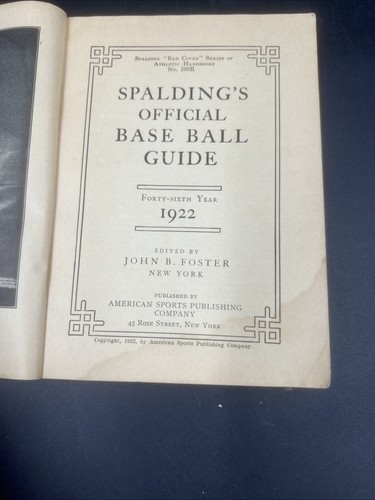 Spalding "Red Cover" Series of
Athletic Handbooks
No. 100R
SPALDING'S
OFFICIAL
BASE BALL
GUIDE
Forty-sixth Year
1922
EDITED BY
JOHN B. FOSTER
NEW YORK
PUBLISHED BY
AMERICAN SPORTS PUBLISHING
COMPANY
45 Rose Street, New York
Copyright, 1922, by American Sports Publishing Company.